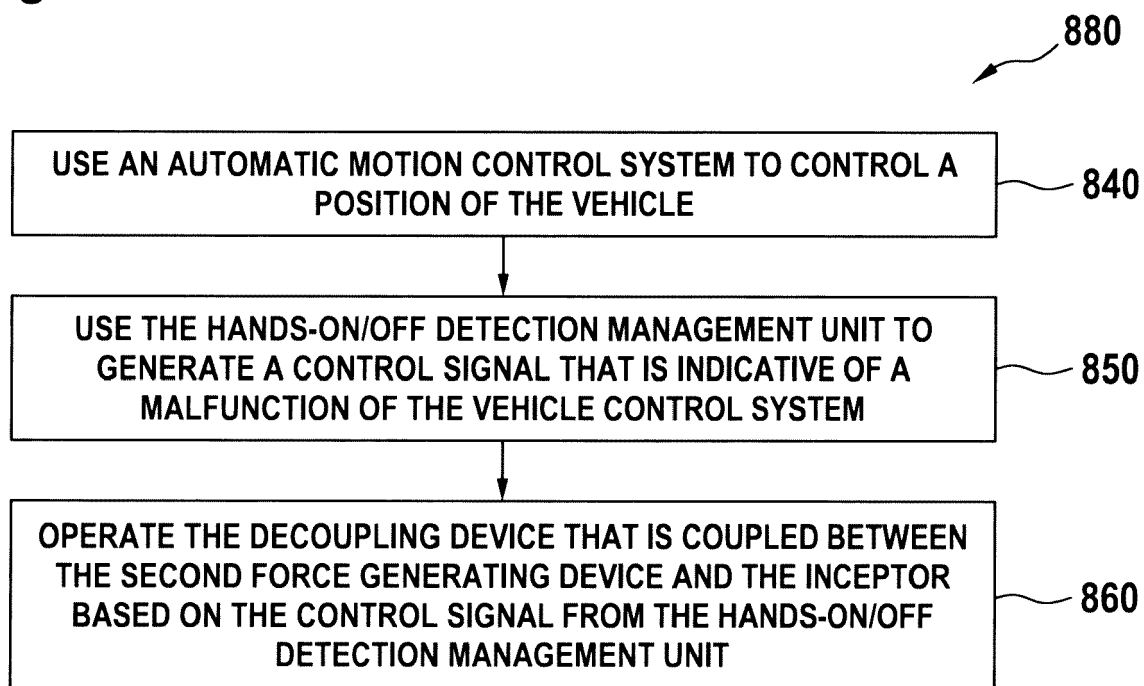 880
USE AN AUTOMATIC MOTION CONTROL SYSTEM TO CONTROL A
POSITION OF THE VEHICLE
840
USE THE HANDS-ON/OFF DETECTION MANAGEMENT UNIT TO
GENERATE A CONTROL SIGNAL THAT IS INDICATIVE OF A
MALFUNCTION OF THE VEHICLE CONTROL SYSTEM
850
OPERATE THE DECOUPLING DEVICE THAT IS COUPLED BETWEEN
THE SECOND FORCE GENERATING DEVICE AND THE INCEPTOR
BASED ON THE CONTROL SIGNAL FROM THE HANDS-ON/OFF
DETECTION MANAGEMENT UNIT
860